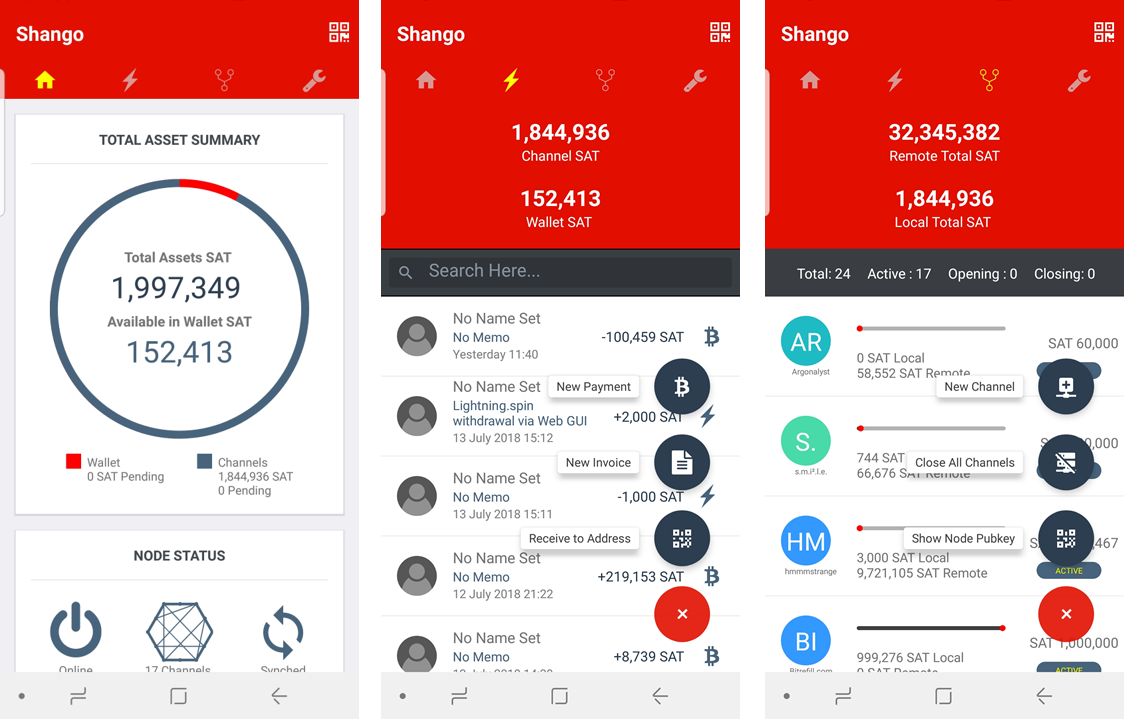 Shango
TOTAL ASSET SUMMARY
Total Assets SAT
1,997,349
Available in Wallet SAT
152,413
Wallet
0 SAT Pending
Channels
1,844,936 SAT
0 Pending
NODE STATUS
Online
17 Channels
Synched
Shango
1,844,936
Channel SAT
152,413
Wallet SAT
Search Here...
No Name Set
No Memo
Yesterday 11:40
-100,459 SAT
New Payment
No Name Set
Lightning.spin
withdrawal via Web GUI
13 July 2018 15:12
+2,000 SAT
New Invoice
No Name Set
No Memo
13 July 2018 15:11
-1,000 SAT
Receive to Address
No Name Set
No Memo
12 July 2018 21:22
+219,153 SAT
No Name Set
No Memo
+8,739 SAT
Shango
32,345,382
Remote Total SAT
1,844,936
Local Total SAT
Total: 24 Active : 17 Opening : 0 Closing: 0
AR
Argonalyst
0 SAT Local
58,552 SAT Remote
SAT 60,000
New Channel
S.
s.m.i².l.e.
744 SAT
66,676 SAT Remote
Close All Channels
HM
hmmmstrange
3,000 SAT Local
9,721,105 SAT Remote
ACTIVE
Show Node Pubkey
BI
Bitrefill.com
999,276 SAT Local
0 SAT Remote
SAT 1,000,000
ACTIVE